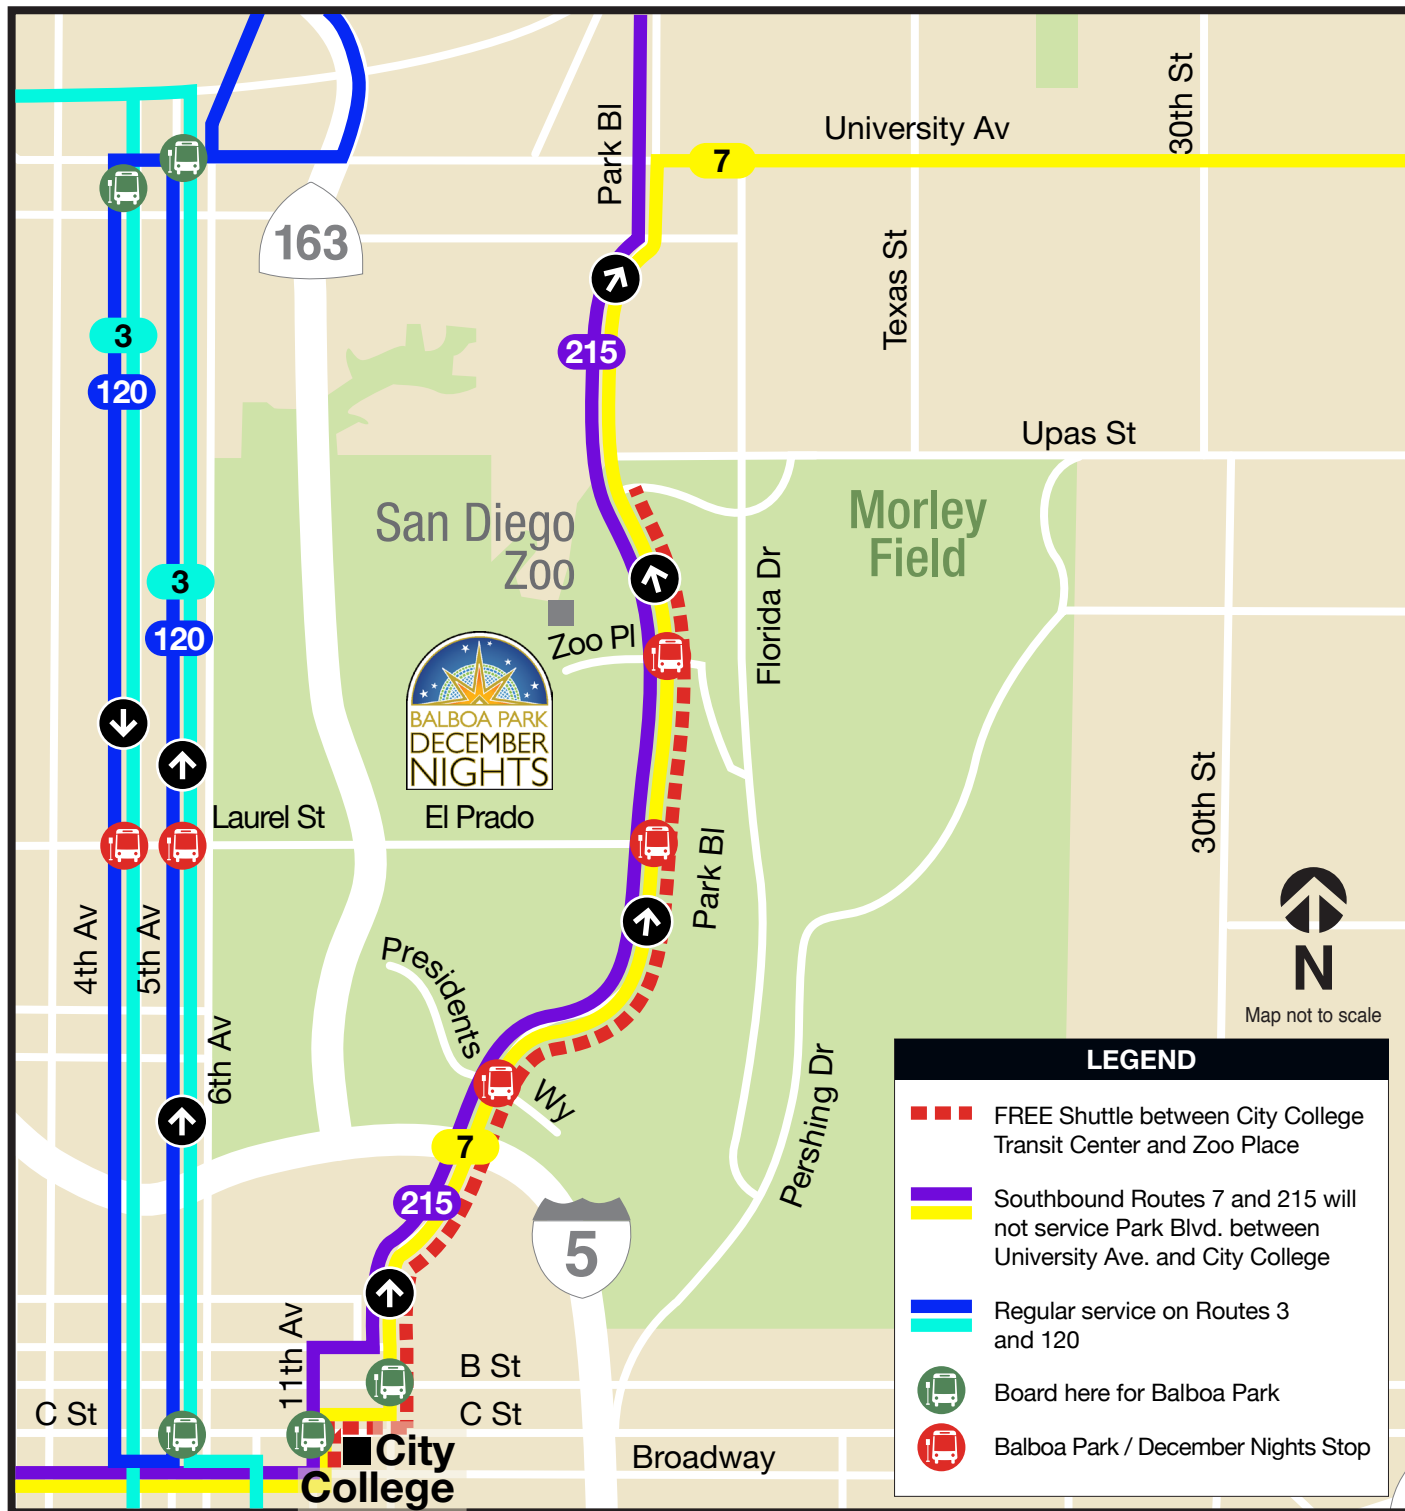 Park Bl
University Av
30th St
7
163
Texas St
3
120
215
Upas St
San Diego
Zoo
Morley
Field
3
120
Florida Dr
Zoo Pl
BALBOA PARK
DECEMBER
NIGHTS
Laurel St
El Prado
30th St
Park Bl
4th Av
5th Av
Presidents
Wy
6th Av
N
Map not to scale
Pershing Dr
7
215
5
11th Av
B St
C St
C St
City
College
Broadway
LEGEND
FREE Shuttle between City College
Transit Center and Zoo Place
Southbound Routes 7 and 215 will
not service Park Blvd. between
University Ave. and City College
Regular service on Routes 3
and 120
Board here for Balboa Park
Balboa Park / December Nights Stop